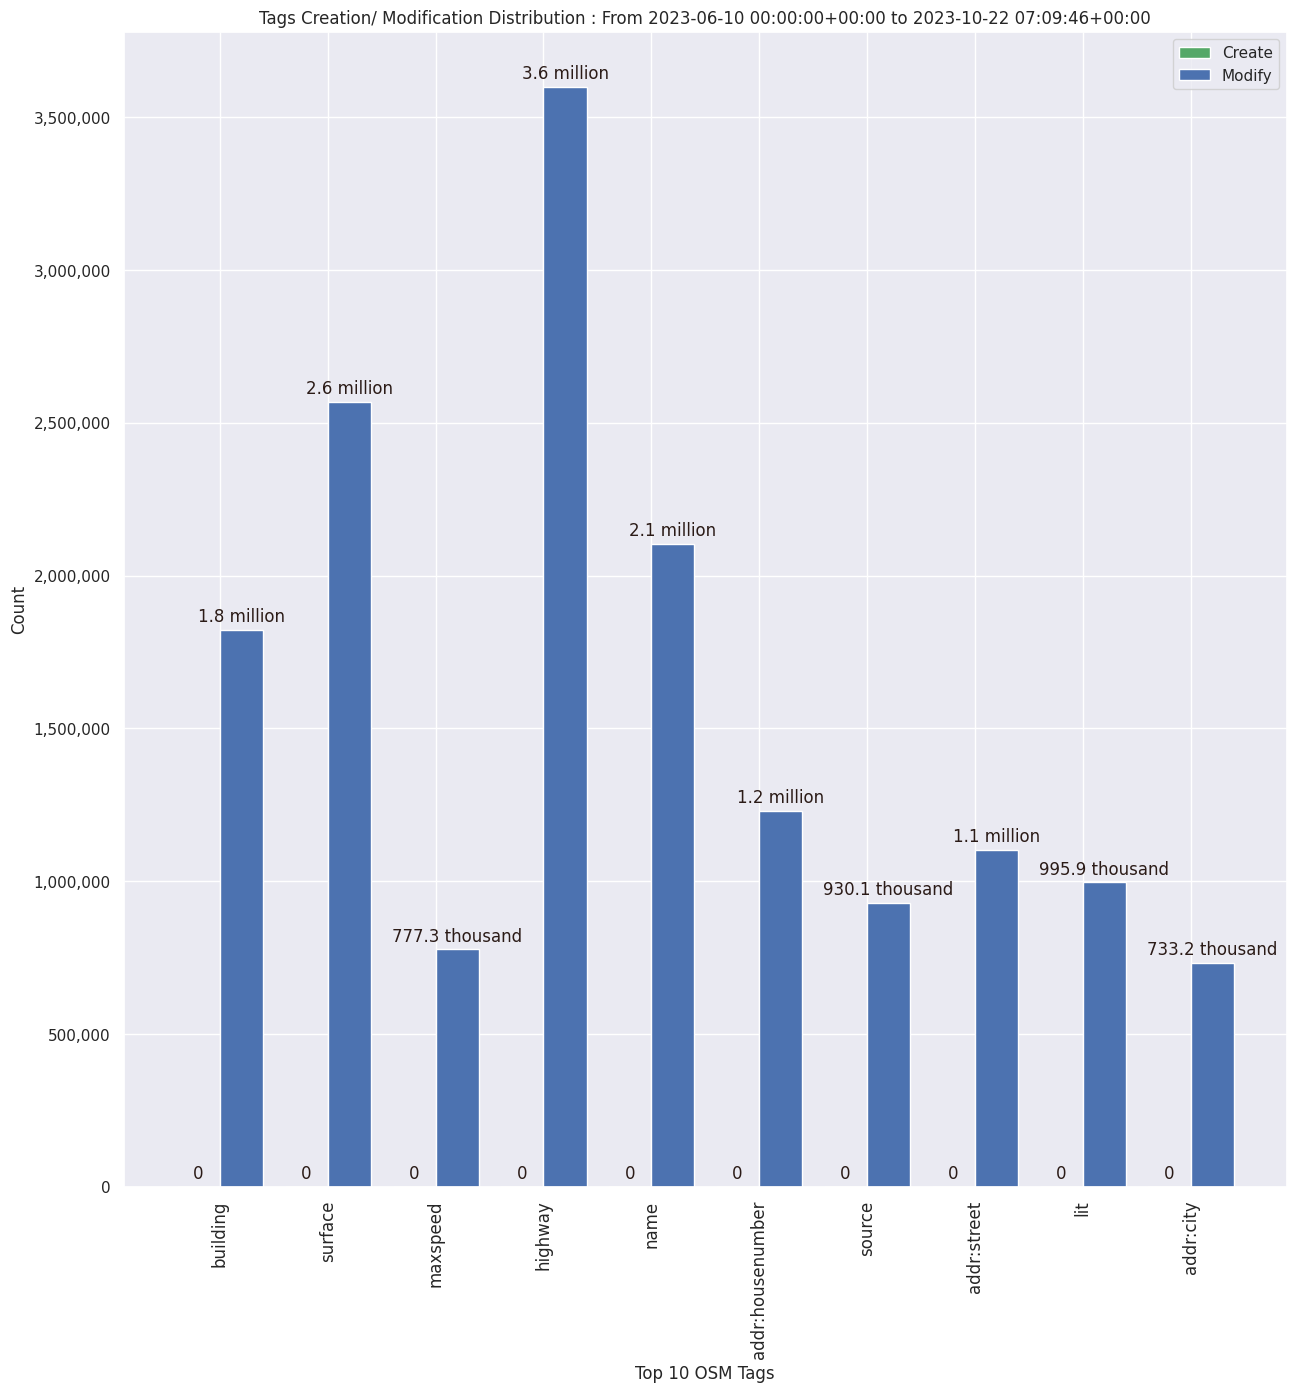 Tags Creation/ Modification Distribution : From 2023-06-10 00:00:00+00:00 to 2023-10-22 07:09:46+00:00
Create
Modify
3.6 million
3,500,000
3,000,000
2.6 million
2,500,000
2.1 million
2,000,000
1.8 million
Count
1,500,000
1.2 million
1.1 million
1,000,000
995.9 thousand
930.1 thousand
777.3 thousand
733.2 thousand
500,000
0 0 0 0 0 0 0 0 0 0
0
building
surface
maxspeed
highway
name
addr:housenumber
source
addr:street
lit
addr:city
Top 10 OSM Tags